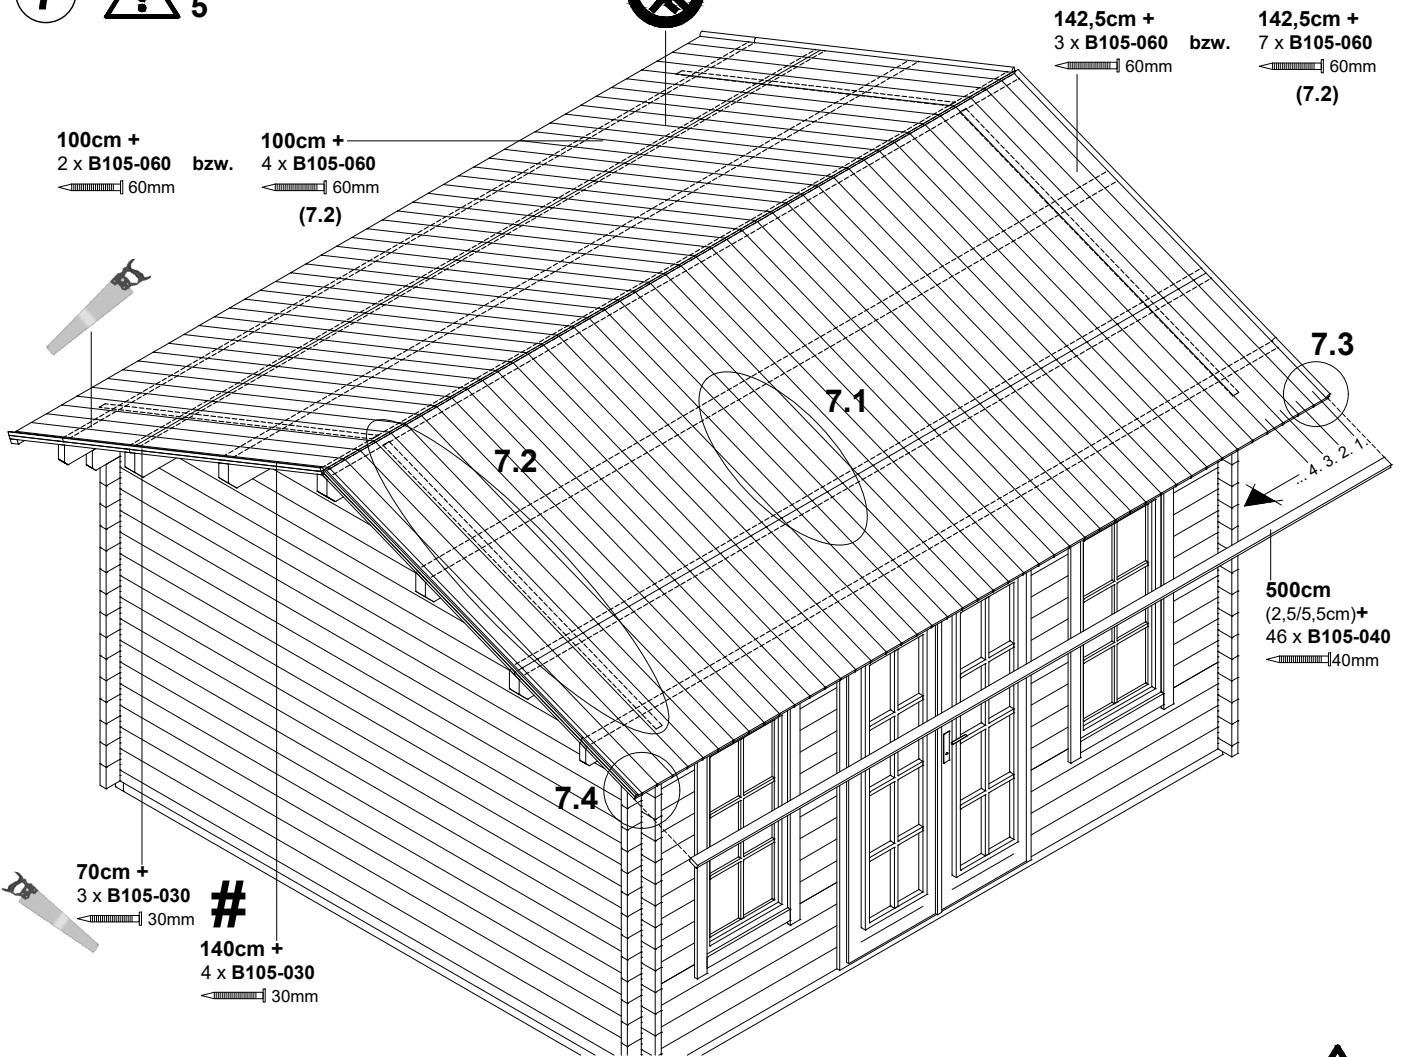 5
142,5cm +
3 x B105-060 bzw.
60mm
142,5cm +
7 x B105-060
60mm
(7.2)
100cm +
2 x B105-060 bzw.
60mm
100cm +
4 x B105-060
60mm
(7.2)
7.3
7.1
7.2
... 4. 3. 2. 1.
500cm
(2,5/5,5cm)+
46 x B105-040
40mm
7.4
70cm +
3 x B105-030
30mm
#
140cm +
4 x B105-030
30mm